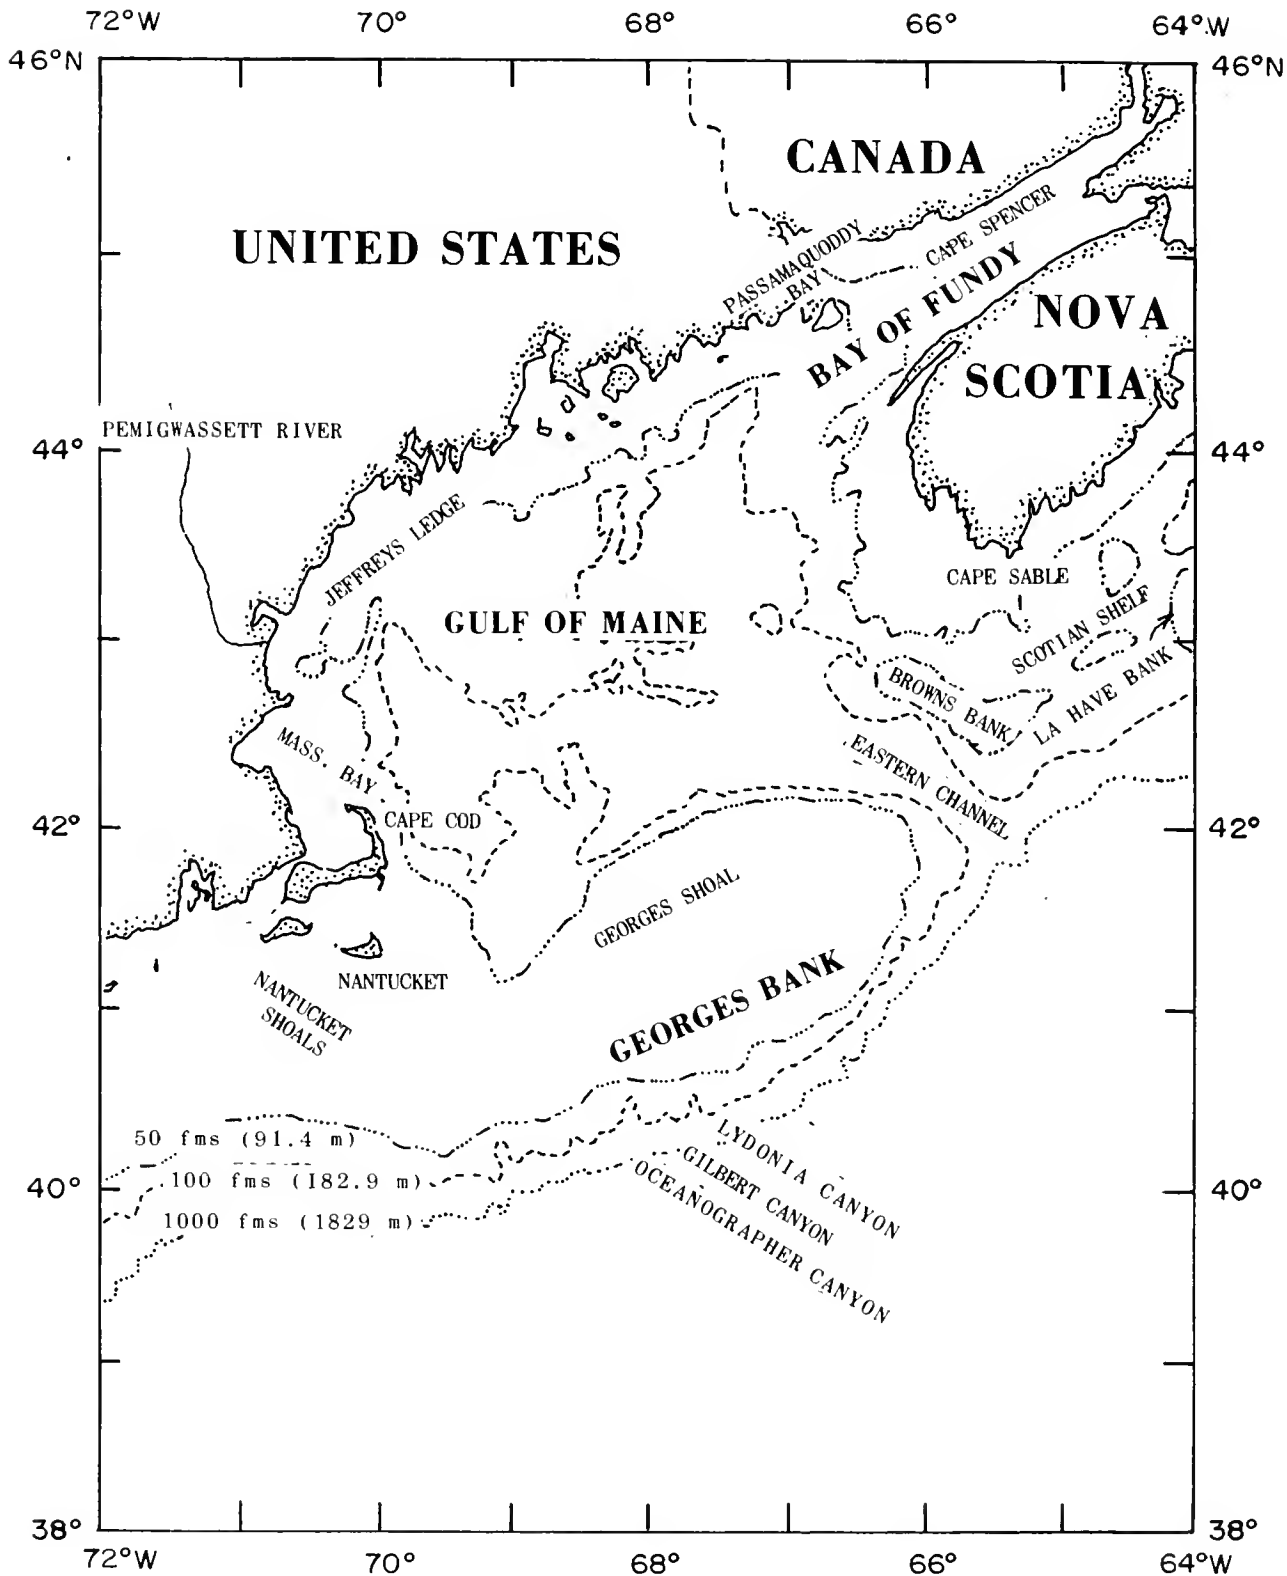 72°W 70° 68° 66° 64°W
46°N 46°N
CANADA
UNITED STATES
PASSAMAQUODDY
BAY
CAPE SPENCER
BAY OF FUNDY
NOVA
SCOTIA
PEMIGWASSETT RIVER
44° 44°
JEFFREYS LEDGE
CAPE SABLE
GULF OF MAINE
SCOTIAN SHELF
BROWNS BANK
LA HAVE BANK
MASS. BAY
EASTERN CHANNEL
CAPE COD
42° 42°
GEORGES SHOAL
NANTUCKET
NANTUCKET
SHOALS
GEORGES BANK
50 fms (91.4 m)
100 fms (182.9 m)
1000 fms (1829 m)
LYDONIA CANYON
GILBERT CANYON
OCEANOGRAPHER CANYON
40° 40°
38° 38°
72°W 70° 68° 66° 64°W